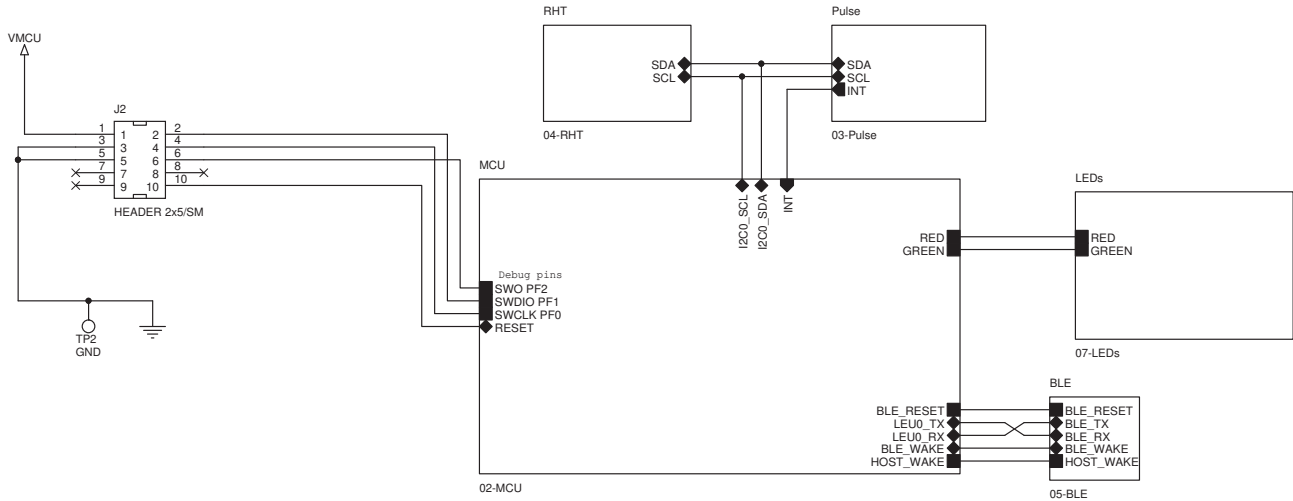 RHT
Pulse
VMCU
SDA
SCL
SDA
SCL
INT
J2
04-RHT
03-Pulse
1 1 2 2
3 3 4 4
5 5 6 6
7 7 8 8
9 9 10 10
HEADER 2x5/SM
MCU
I2C0_SCL
I2C0_SDA
INT
LEDs
RED
GREEN
RED
GREEN
Debug pins
SWO PF2
SWDIO PF1
SWCLK PF0
RESET
TP2
GND
07-LEDs
BLE
BLE_RESET
LEU0_TX
LEU0_RX
BLE_WAKE
HOST_WAKE
BLE_RESET
BLE_TX
BLE_RX
BLE_WAKE
HOST_WAKE
02-MCU
05-BLE